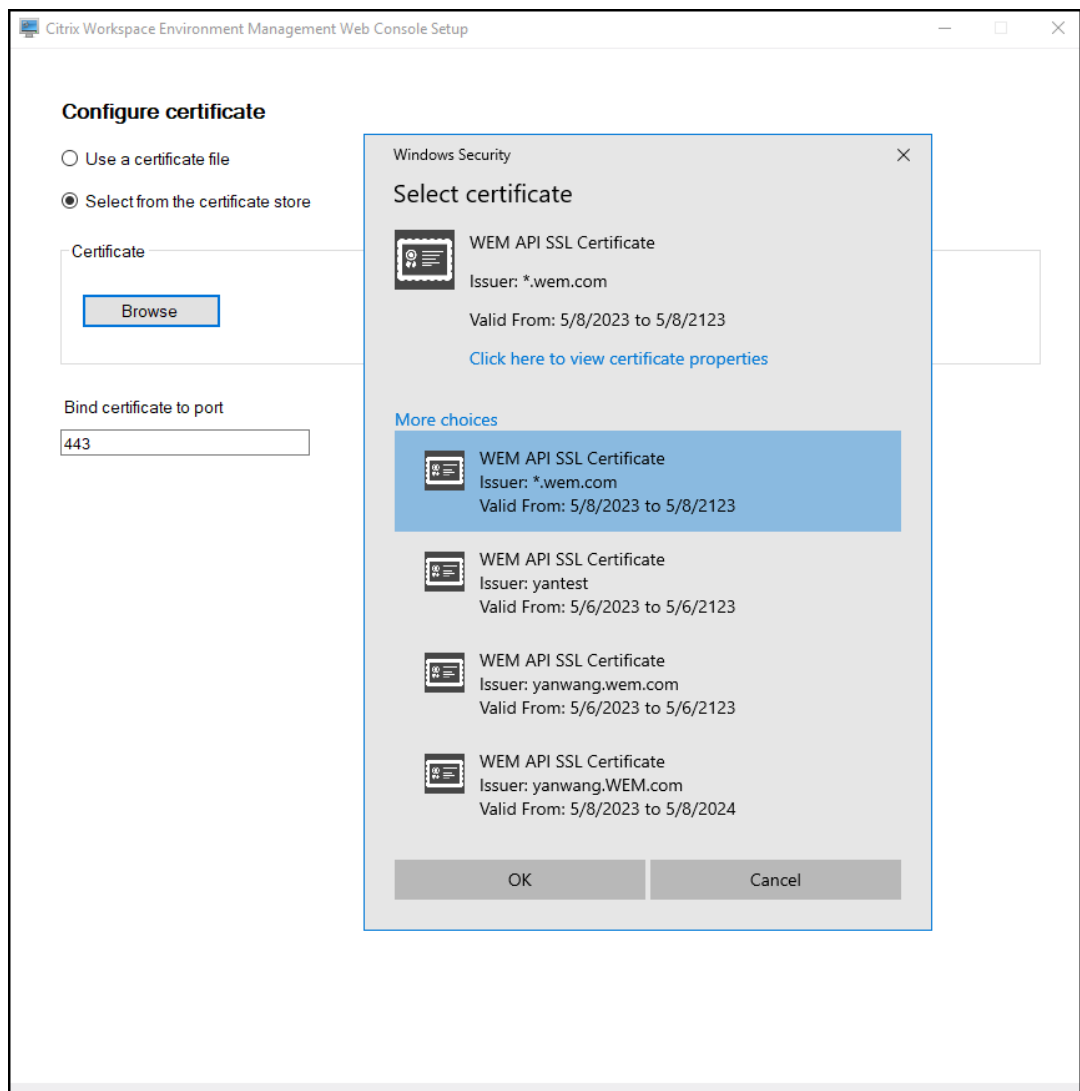 Citrix Workspace Environment Management Web Console Setup
Configure certificate
Use a certificate file
Select from the certificate store
Certificate
Browse
Bind certificate to port
443
Windows Security
Select certificate
WEM API SSL Certificate
Issuer: *.wem.com
Valid From: 5/8/2023 to 5/8/2123
Click here to view certificate properties
More choices
WEM API SSL Certificate
Issuer: *.wem.com
Valid From: 5/8/2023 to 5/8/2123
WEM API SSL Certificate
Issuer: yantest
Valid From: 5/6/2023 to 5/6/2123
WEM API SSL Certificate
Issuer: yanwang.wem.com
Valid From: 5/6/2023 to 5/6/2123
WEM API SSL Certificate
Issuer: yanwang.WEM.com
Valid From: 5/8/2023 to 5/8/2024
OK
Cancel